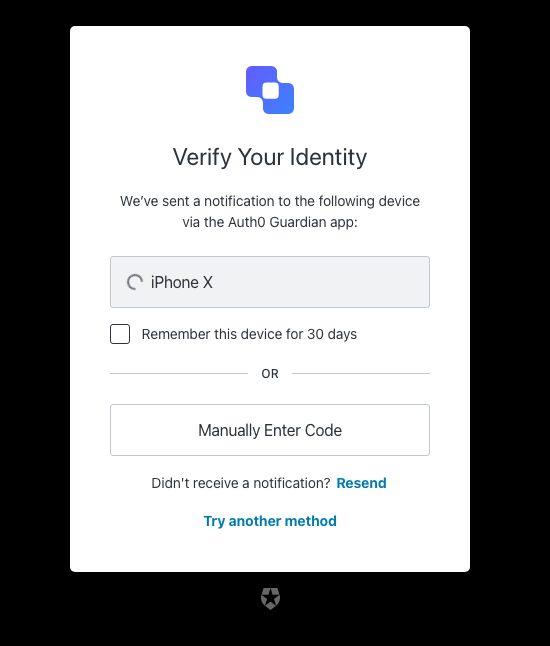 Verify Your Identity
We’ve sent a notification to the following device
via the Auth0 Guardian app:
iPhone X
Remember this device for 30 days
OR
Manually Enter Code
Didn't receive a notification? Resend
Try another method